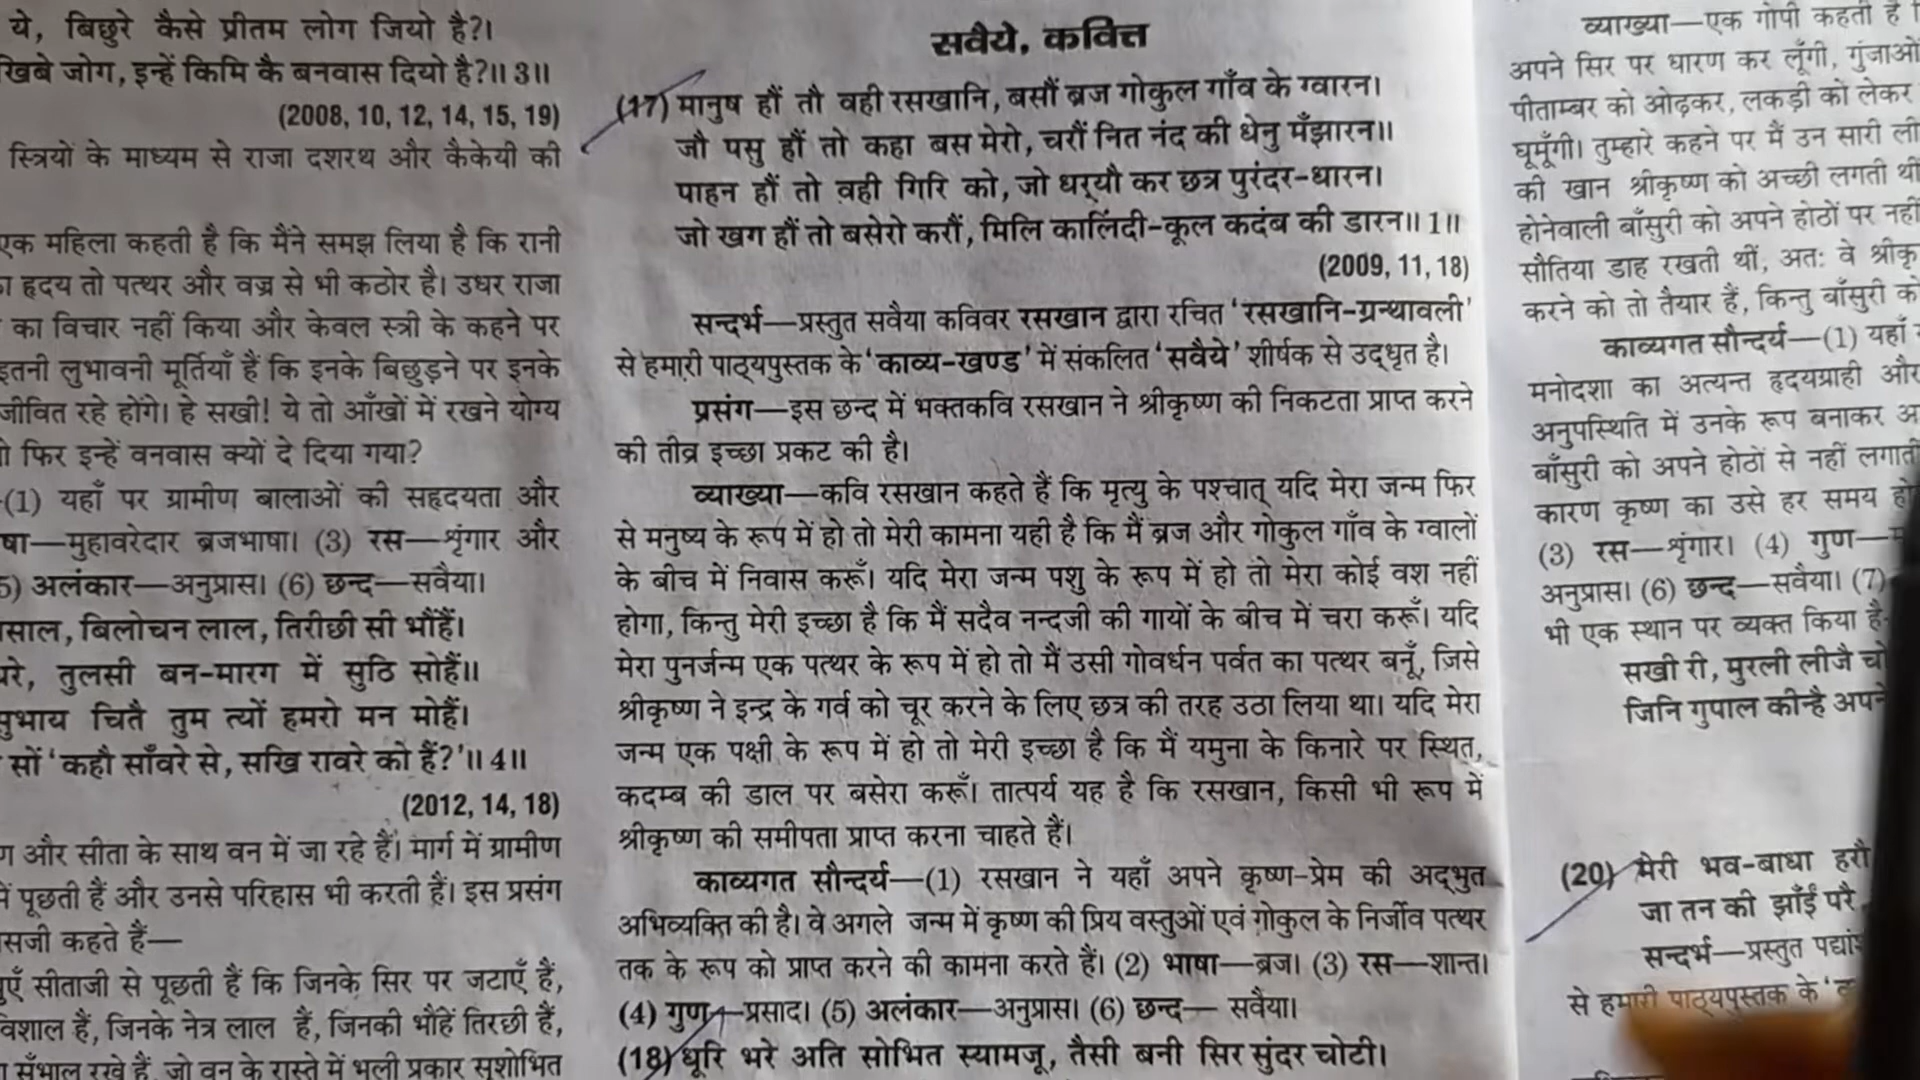 ये, बिछुरे कैसे प्रीतम लोग जियो है?।
जोग, इन्हें किमि कै बनवास दियो है?॥ 3॥
(2008, 10, 12, 14, 15, 19)
स्त्रियों के माध्यम से राजा दशरथ और कैकेयी की
एक महिला कहती है कि मैंने समझ लिया है कि रानी
हृदय तो पत्थर और वज्र से भी कठोर है। उधर राजा
का विचार नहीं किया और केवल स्त्री के कहने पर
इतनी लुभावनी मूर्तियाँ हैं कि इनके बिछुड़ने पर इनके
जीवित रहे होंगे। हे सखी! ये तो आँखों में रखने योग्य
फिर इन्हें वनवास क्यों दे दिया गया?
(1) यहाँ पर ग्रामीण बालाओं की सहृदयता और
मुहावरेदार ब्रजभाषा। (3) रस—शृंगार और
अलंकार—अनुप्रास। (6) छन्द—सवैया।
बिलोचन लाल, तिरीछी सी भौंहैं।
तुलसी बन-मारग में सुठि सोहैं॥
चितै तुम त्यों हमरो मन मोहैं।
सों 'कहौ साँवरे से, सखि रावरे को हैं?'॥ 4॥
(2012, 14, 18)
और सीता के साथ वन में जा रहे हैं। मार्ग में ग्रामीण
पूछती हैं और उनसे परिहास भी करती हैं। इस प्रसंग
कहते हैं—
सीताजी से पूछती हैं कि जिनके सिर पर जटाएँ हैं,
विशाल हैं, जिनके नेत्र लाल हैं, जिनकी भौंहें तिरछी हैं,
सँभाल रखे हैं, जो वन के रास्ते में भली प्रकार सुशोभित
सवैये, कवित्त
(17) मानुष हौं तौ वही रसखानि, बसौं ब्रज गोकुल गाँव के ग्वारन।
जौ पसु हौं तो कहा बस मेरो, चरौं नित नंद की धेनु मँझारन॥
पाहन हौं तो वही गिरि को, जो धर्‌यौ कर छत्र पुरंदर-धारन।
जो खग हौं तो बसेरो करौं, मिलि कालिंदी-कूल कदंब की डारन॥ 1॥
(2009, 11, 18)
सन्दर्भ—प्रस्तुत सवैया कविवर रसखान द्वारा रचित 'रसखानि-ग्रन्थावली'
से हमारी पाठ्यपुस्तक के 'काव्य-खण्ड' में संकलित 'सवैये' शीर्षक से उद्धृत है।
प्रसंग—इस छन्द में भक्तकवि रसखान ने श्रीकृष्ण की निकटता प्राप्त करने
की तीव्र इच्छा प्रकट की है।
व्याख्या—कवि रसखान कहते हैं कि मृत्यु के पश्चात् यदि मेरा जन्म फिर
से मनुष्य के रूप में हो तो मेरी कामना यही है कि मैं ब्रज और गोकुल गाँव के ग्वालों
के बीच में निवास करूँ। यदि मेरा जन्म पशु के रूप में हो तो मेरा कोई वश नहीं
होगा, किन्तु मेरी इच्छा है कि मैं सदैव नन्दजी की गायों के बीच में चरा करूँ। यदि
मेरा पुनर्जन्म एक पत्थर के रूप में हो तो मैं उसी गोवर्धन पर्वत का पत्थर बनूँ, जिसे
श्रीकृष्ण ने इन्द्र के गर्व को चूर करने के लिए छत्र की तरह उठा लिया था। यदि मेरा
जन्म एक पक्षी के रूप में हो तो मेरी इच्छा है कि मैं यमुना के किनारे पर स्थित,
कदम्ब की डाल पर बसेरा करूँ। तात्पर्य यह है कि रसखान, किसी भी रूप में
श्रीकृष्ण की समीपता प्राप्त करना चाहते हैं।
काव्यगत सौन्दर्य—(1) रसखान ने यहाँ अपने कृष्ण-प्रेम की अद्भुत
अभिव्यक्ति की है। वे अगले जन्म में कृष्ण की प्रिय वस्तुओं एवं गोकुल के निर्जीव पत्थर
तक के रूप को प्राप्त करने की कामना करते हैं। (2) भाषा—ब्रज। (3) रस—शान्त।
(4) गुण—प्रसाद। (5) अलंकार—अनुप्रास। (6) छन्द— सवैया।
(18) धूरि भरे अति सोभित स्यामजू, तैसी बनी सिर सुंदर चोटी।
व्याख्या—एक गोपी कहती है
अपने सिर पर धारण कर लूँगी, गुंजाओं
पीताम्बर को ओढ़कर, लकड़ी को लेकर
घूमूँगी। तुम्हारे कहने पर मैं उन सारी
की खान श्रीकृष्ण को अच्छी लगती थीं
होनेवाली बाँसुरी को अपने होठों पर नहीं
सौतिया डाह रखती थीं, अतः वे
करने को तो तैयार हैं, किन्तु बाँसुरी को
काव्यगत सौन्दर्य—(1) यहाँ
मनोदशा का अत्यन्त हृदयग्राही और
अनुपस्थिति में उनके रूप बनाकर
बाँसुरी को अपने होठों से नहीं
कारण कृष्ण का उसे हर समय
(3) रस—शृंगार। (4) गुण—
अनुप्रास। (6) छन्द—सवैया। (7)
भी एक स्थान पर व्यक्त किया है
सखी री, मुरली लीजै
जिनि गुपाल कीन्है
(20) मेरी भव-बाधा हरौ
जा तन की झाँईं परै
सन्दर्भ—प्रस्तुत
से हमारी पाठ्यपुस्तक के